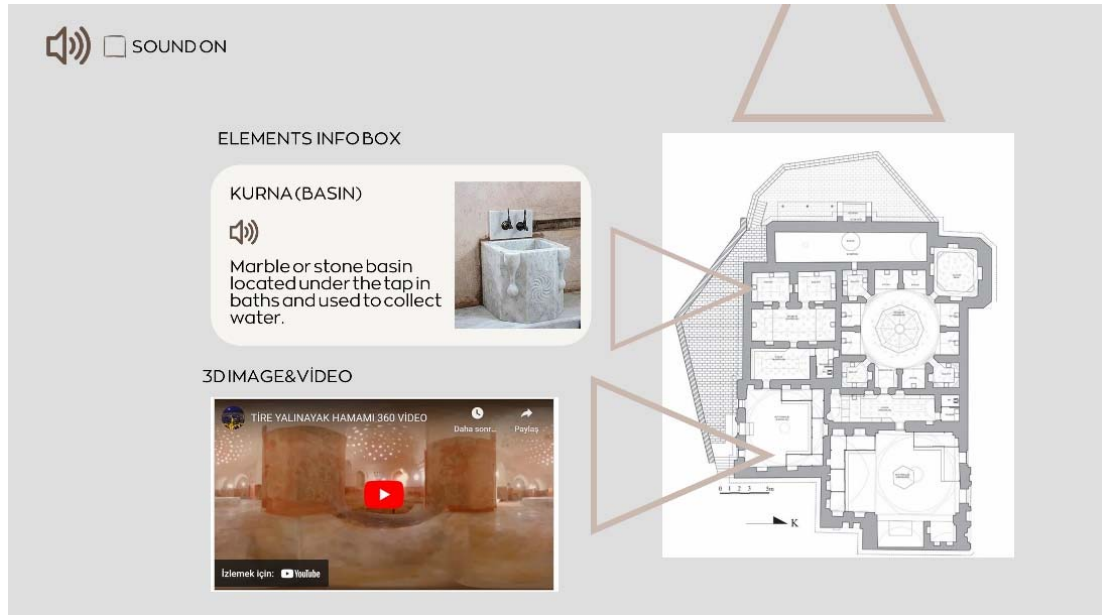 SOUND ON
ELEMENTS INFO BOX
KURNA (BASIN)
Marble or stone basin
located under the tap in
baths and used to collect
water.
3D IMAGE&VİDEO
TİRE YALINAYAK HAMAMI 360 VİDEO
Daha sonr...
Paylaş
İzlemek için: YouTube
0 1 2 3 5m
K